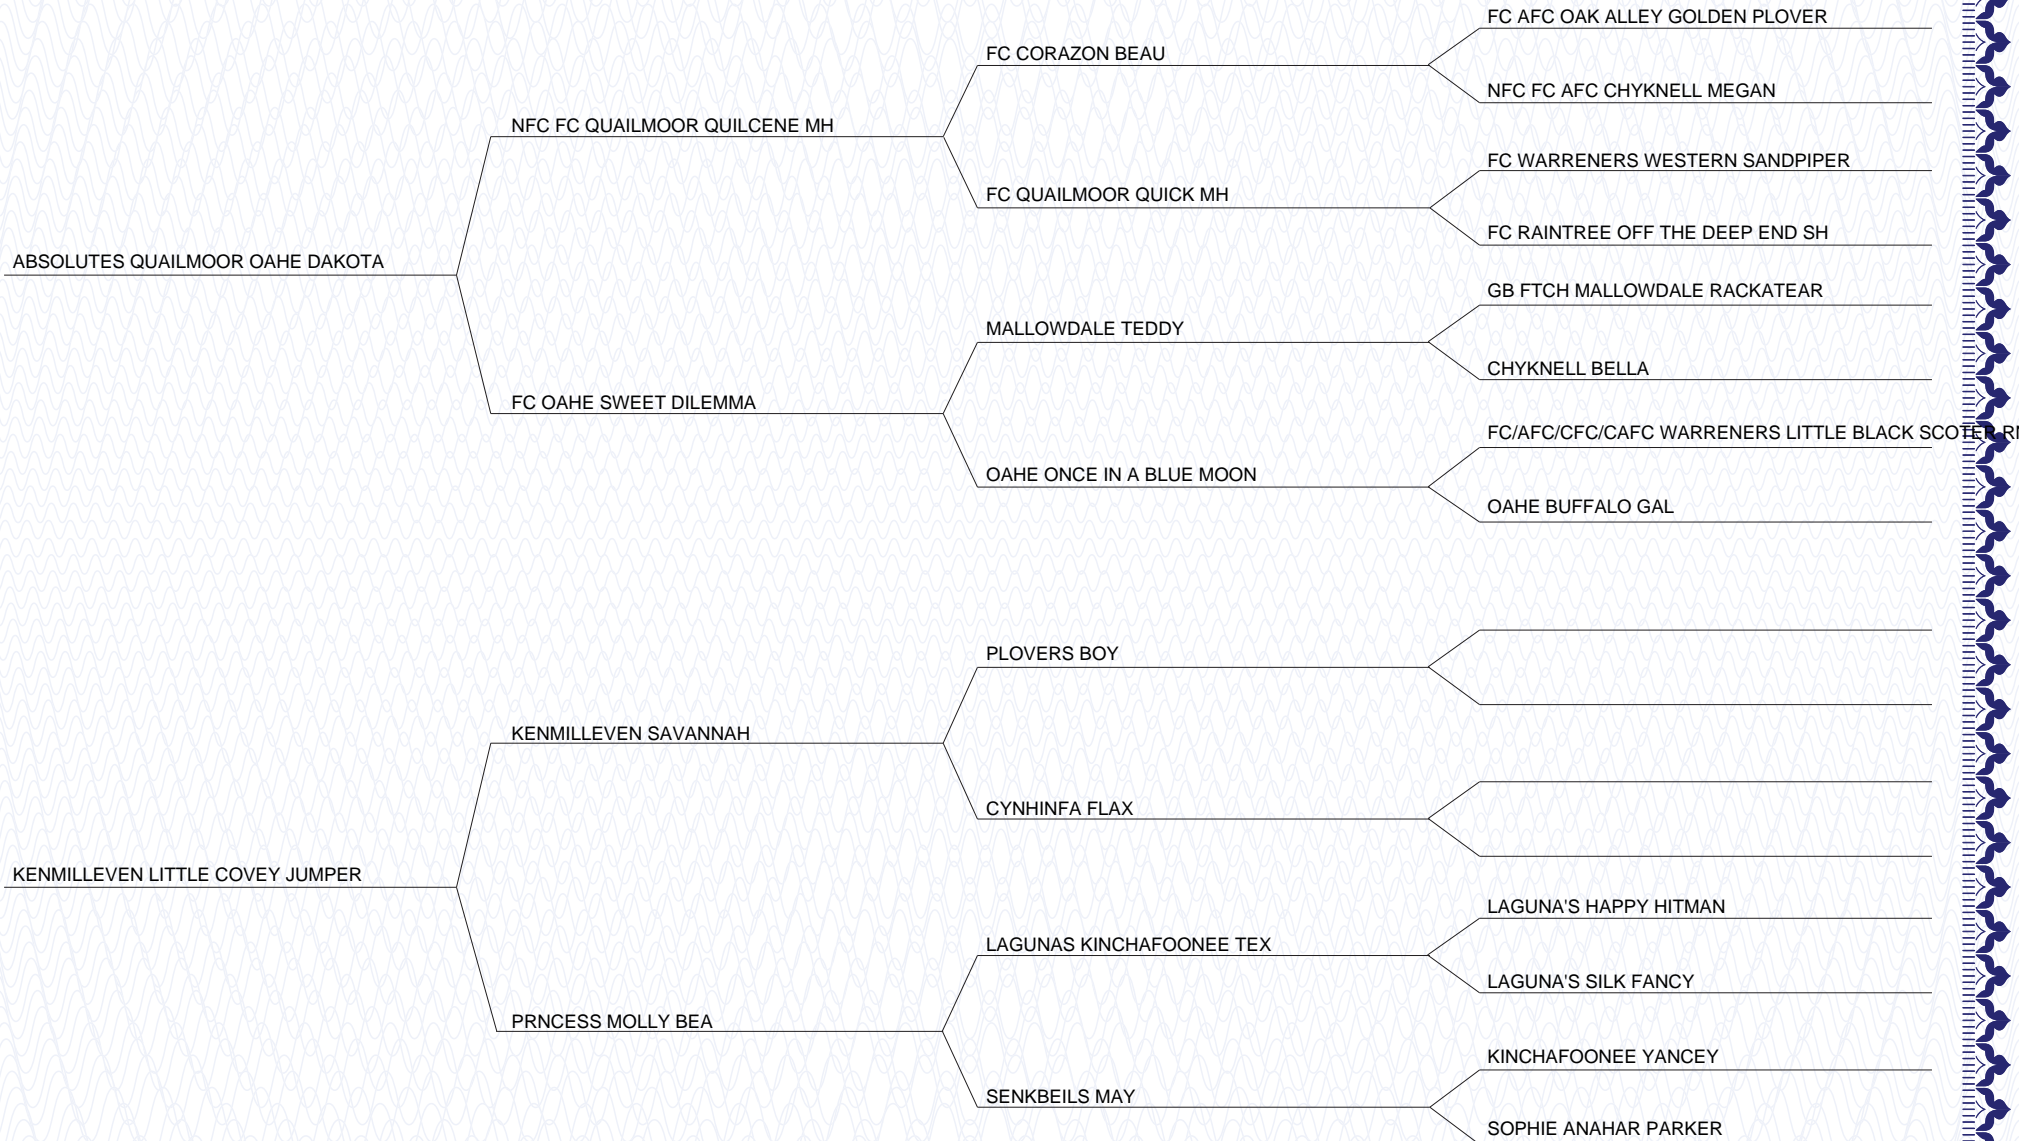 FC AFC OAK ALLEY GOLDEN PLOVER
FC CORAZON BEAU
NFC FC AFC CHYKNELL MEGAN
NFC FC QUAILMOOR QUILCENE MH
FC WARRENERS WESTERN SANDPIPER
FC QUAILMOOR QUICK MH
FC RAINTREE OFF THE DEEP END SH
ABSOLUTES QUAILMOOR OAHE DAKOTA
GB FTCH MALLOWDALE RACKATEAR
MALLOWDALE TEDDY
CHYKNELL BELLA
FC OAHE SWEET DILEMMA
FC/AFC/CFC/CAFC WARRENERS LITTLE BLACK SCOTER
OAHE ONCE IN A BLUE MOON
OAHE BUFFALO GAL
PLOVERS BOY
KENMILLEVEN SAVANNAH
CYNHINFA FLAX
KENMILLEVEN LITTLE COVEY JUMPER
LAGUNA'S HAPPY HITMAN
LAGUNAS KINCHAFOONEE TEX
LAGUNA'S SILK FANCY
PRNCESS MOLLY BEA
KINCHAFOONEE YANCEY
SENKBEILS MAY
SOPHIE ANAHAR PARKER